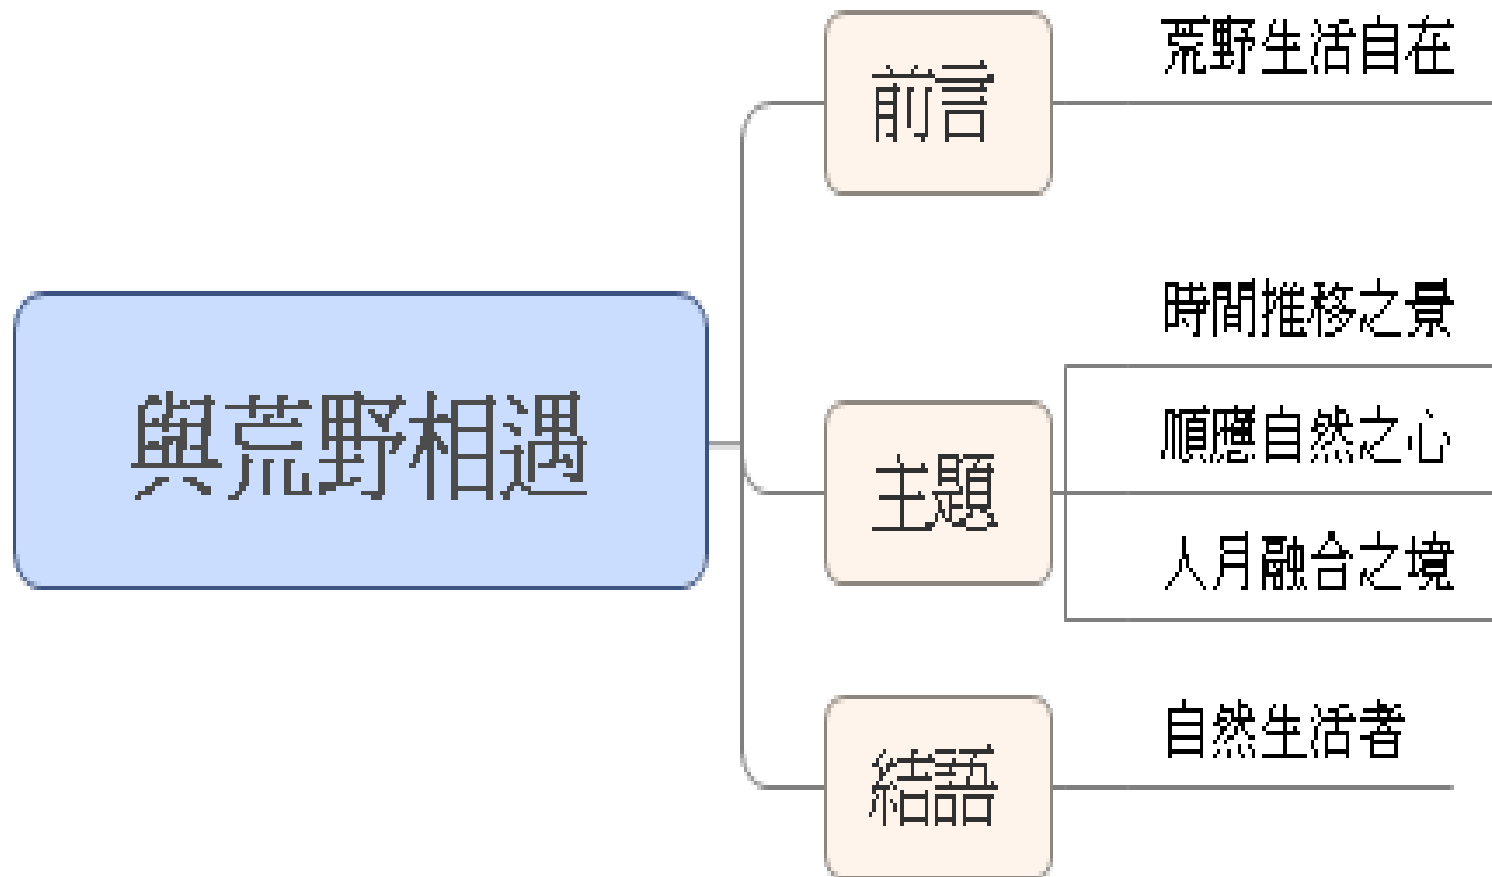 與荒野相遇
前言
荒野生活自在
主題
時間推移之景
順應自然之心
人月融合之境
結語
自然生活者